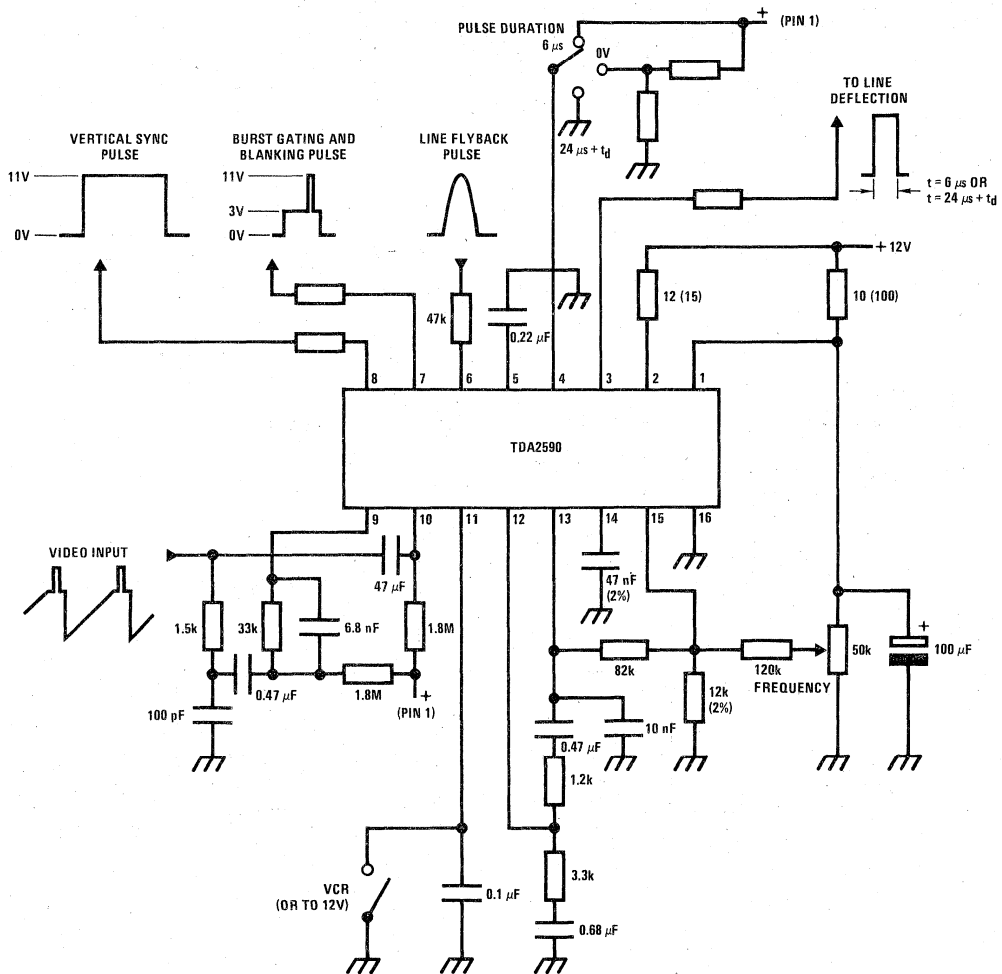 PULSE DURATION
6 µs
0V
+
(PIN 1)
24 µs + td
TO LINE
DEFLECTION
t = 6 µs OR
t = 24 µs + td
VERTICAL SYNC
PULSE
11V
0V
BURST GATING AND
BLANKING PULSE
11V
3V
0V
LINE FLYBACK
PULSE
+ 12V
47k
0.22 µF
12 (15)
10 (100)
8
7
6
5
4
3
2
1
TDA2590
9
10
11
12
13
14
15
16
VIDEO INPUT
47 µF
47 nF
(2%)
1.5k
33k
6.8 nF
1.8M
0.47 µF
1.8M
+
(PIN 1)
100 pF
82k
120k
FREQUENCY
50k
+
100 µF
12k
(2%)
0.47 µF
10 nF
1.2k
3.3k
0.68 µF
VCR
(OR TO 12V)
0.1 µF